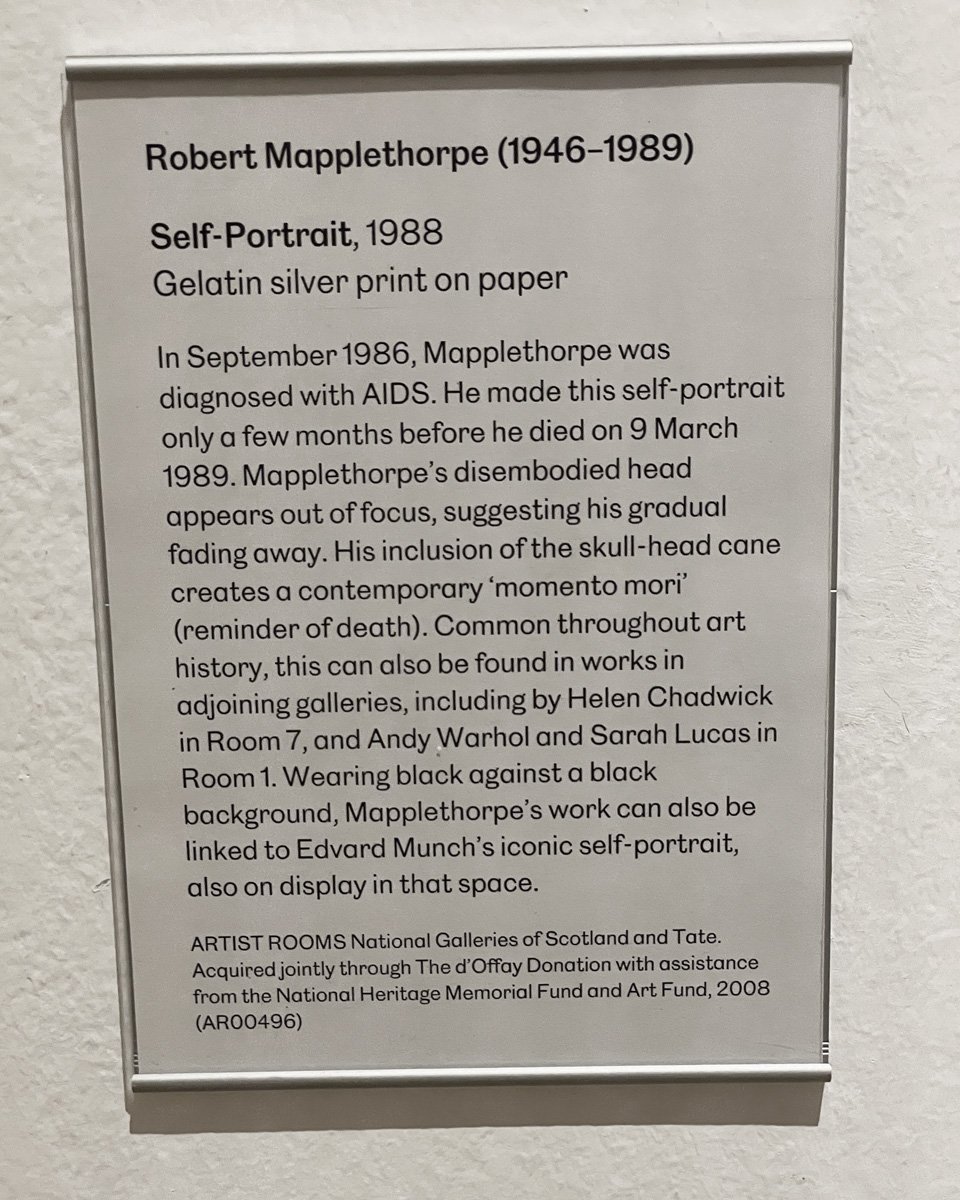 Robert Mapplethorpe (1946–1989)
Self-Portrait, 1988
Gelatin silver print on paper
In September 1986, Mapplethorpe was
diagnosed with AIDS. He made this self-portrait
only a few months before he died on 9 March
1989. Mapplethorpe’s disembodied head
appears out of focus, suggesting his gradual
fading away. His inclusion of the skull-head cane
creates a contemporary ‘momento mori’
(reminder of death). Common throughout art
history, this can also be found in works in
adjoining galleries, including by Helen Chadwick
in Room 7, and Andy Warhol and Sarah Lucas in
Room 1. Wearing black against a black
background, Mapplethorpe’s work can also be
linked to Edvard Munch’s iconic self-portrait,
also on display in that space.
ARTIST ROOMS National Galleries of Scotland and Tate.
Acquired jointly through The d’Offay Donation with assistance
from the National Heritage Memorial Fund and Art Fund, 2008
(AR00496)